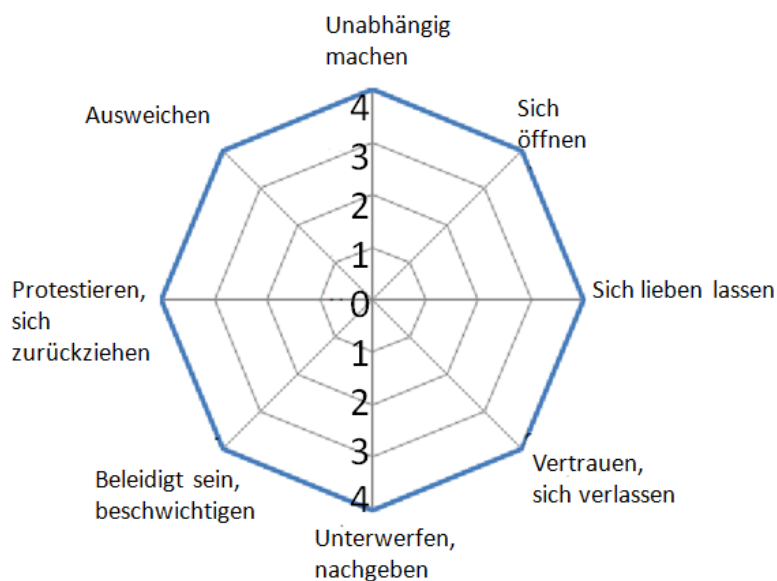 Unabhängig
machen
Ausweichen
Sich
öffnen
4
3
2
1
0
1
2
3
4
Protestieren,
sich
zurückziehen
Sich lieben lassen
Beleidigt sein,
beschwichtigen
Vertrauen,
sich verlassen
Unterwerfen,
nachgeben